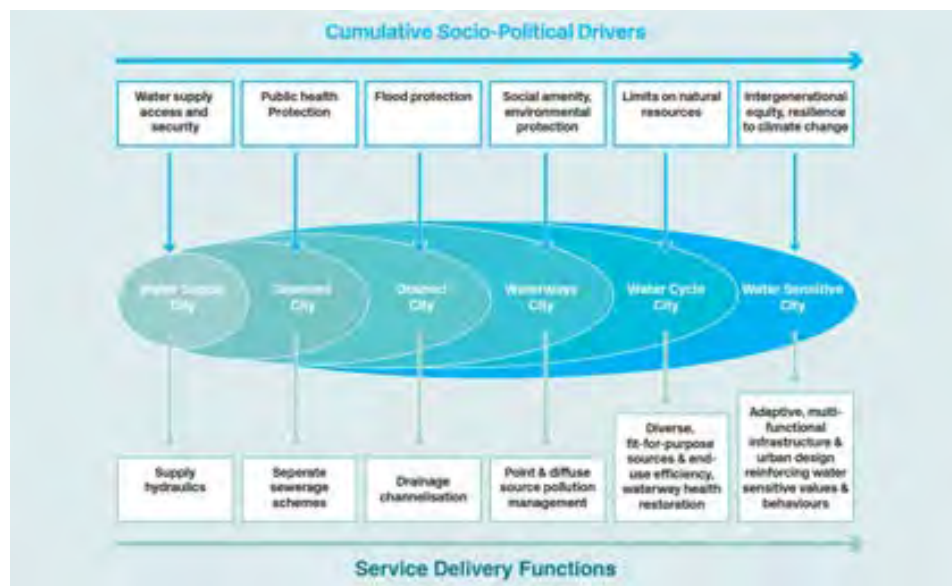 Cumulative Socio-Political Drivers
Water supply
access and
security
Public health
Protection
Flood protection
Social amenity,
environmental
protection
Limits on natural
resources
Intergenerational
equity, resilience
to climate change
Water Supply
City
Sewered
City
Drained
City
Waterways
City
Water Cycle
City
Water Sensitive
City
Supply
hydraulics
Seperate
sewerage
schemes
Drainage
channelisation
Point & diffuse
source pollution
management
Diverse,
fit-for-purpose
sources & end-
use efficiency,
waterway health
restoration
Adaptive, multi-
functional
infrastructure &
urban design
reinforcing water
sensitive values &
behaviours
Service Delivery Functions